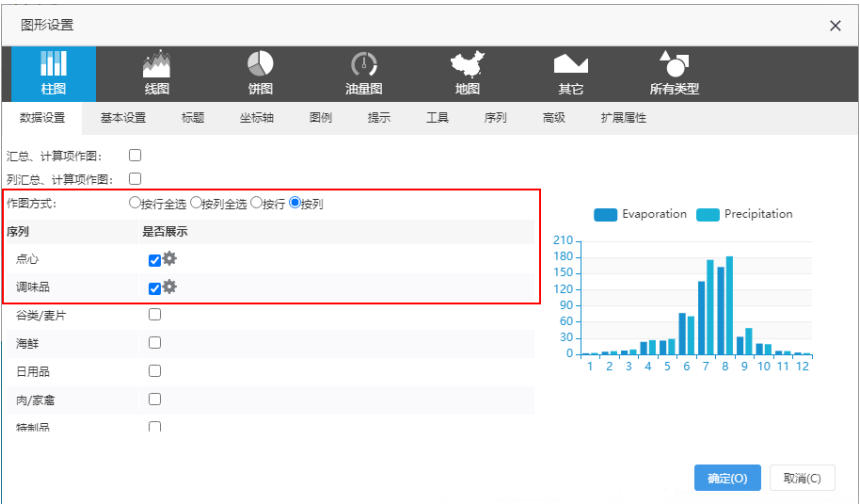 图形设置
柱图 线图 饼图 油量图 地图 其它 所有类型
数据设置 基本设置 标题 坐标轴 图例 提示 工具 序列 高级 扩展属性
汇总、计算项作图：
列汇总、计算项作图：
作图方式： 按行全选 按列全选 按行 按列
序列 是否展示
点心
调味品
谷类/麦片
海鲜
日用品
肉/家禽
特制品
Evaporation Precipitation
210
180
150
120
90
60
30
0
1 2 3 4 5 6 7 8 9 10 11 12
确定(O) 取消(C)